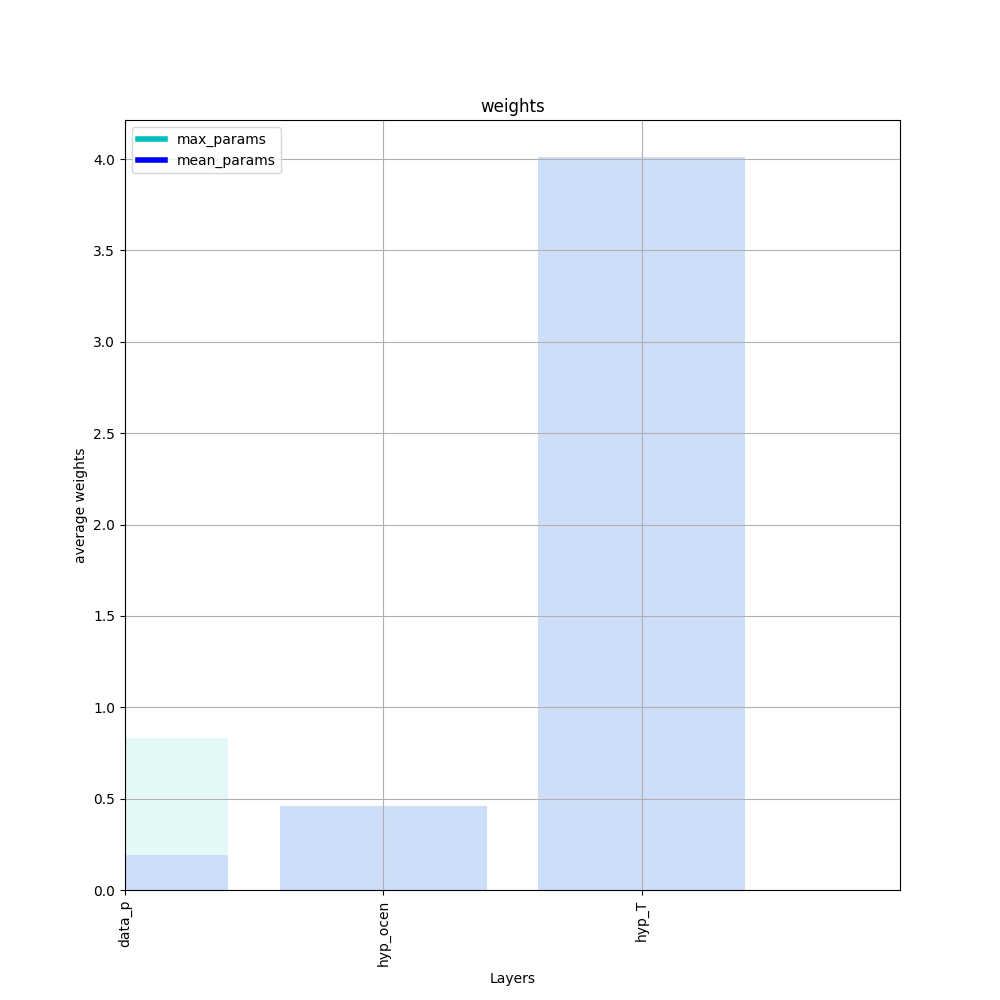 weights
max_params
mean_params
4.0
3.5
3.0
2.5
2.0
1.5
1.0
0.5
0.0
average weights
data_p
hyp_ocen
hyp_T
Layers